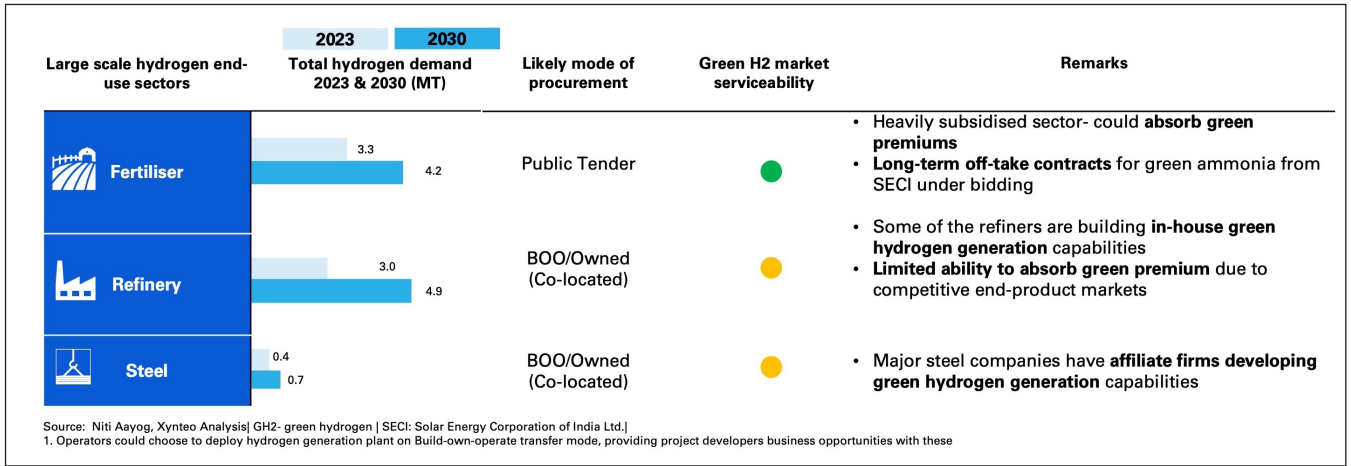 2023
2030
Large scale hydrogen end-
use sectors
Total hydrogen demand
2023 & 2030 (MT)
Likely mode of
procurement
Green H2 market
serviceability
Remarks
Fertiliser
3.3
4.2
Public Tender
• Heavily subsidised sector- could absorb green
premiums
• Long-term off-take contracts for green ammonia from
SECI under bidding
Refinery
3.0
4.9
BOO/Owned
(Co-located)
• Some of the refiners are building in-house green
hydrogen generation capabilities
• Limited ability to absorb green premium due to
competitive end-product markets
Steel
0.4
0.7
BOO/Owned
(Co-located)
• Major steel companies have affiliate firms developing
green hydrogen generation capabilities
Source: Niti Aayog, Xynteo Analysis| GH2- green hydrogen | SECI: Solar Energy Corporation of India Ltd.|
1. Operators could choose to deploy hydrogen generation plant on Build-own-operate transfer mode, providing project developers business opportunities with these